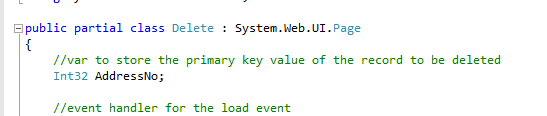 public partial class Delete : System.Web.UI.Page
{
//var to store the primary key value of the record to be deleted
Int32 AddressNo;
//event handler for the load event